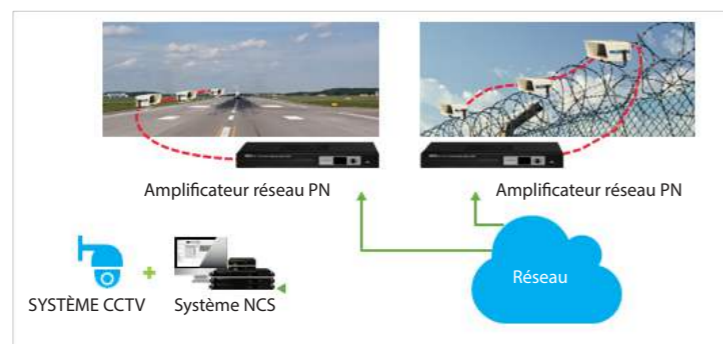 Amplificateur réseau PN
Amplificateur réseau PN
Réseau
SYSTÈME CCTV
Système NCS